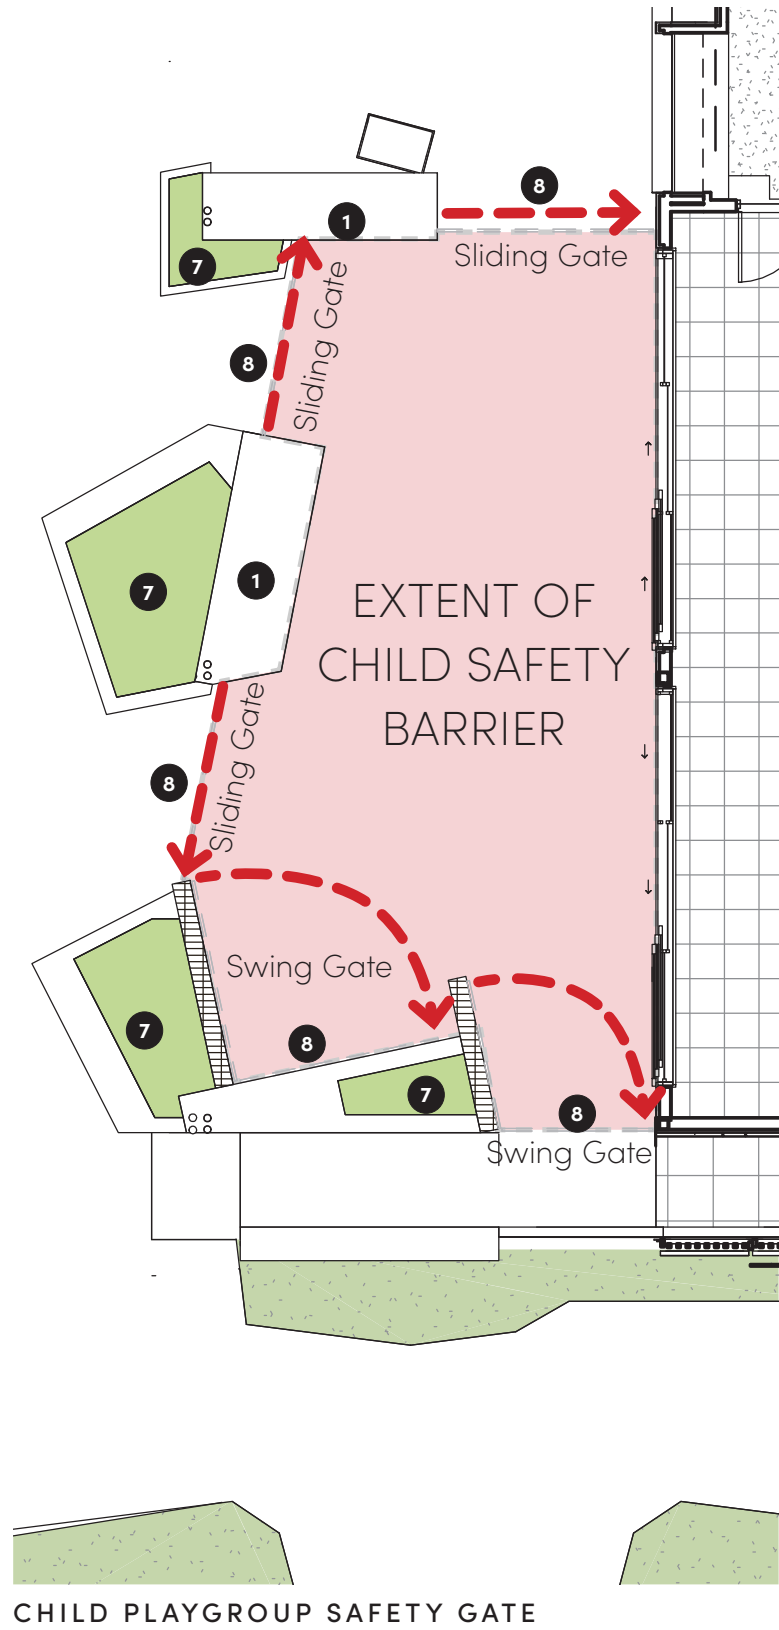 8
1
Sliding Gate
7
Sliding Gate
8
7
1
EXTENT OF
CHILD SAFETY
BARRIER
Sliding Gate
8
Swing Gate
7
8
7
8
Swing Gate
CHILD PLAYGROUP SAFETY GATE